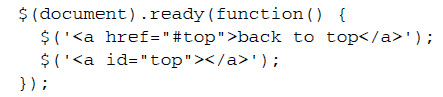 $(document).ready(function() {
  $('<a href="#top">back to top</a>');
  $('<a id="top"></a>');
});